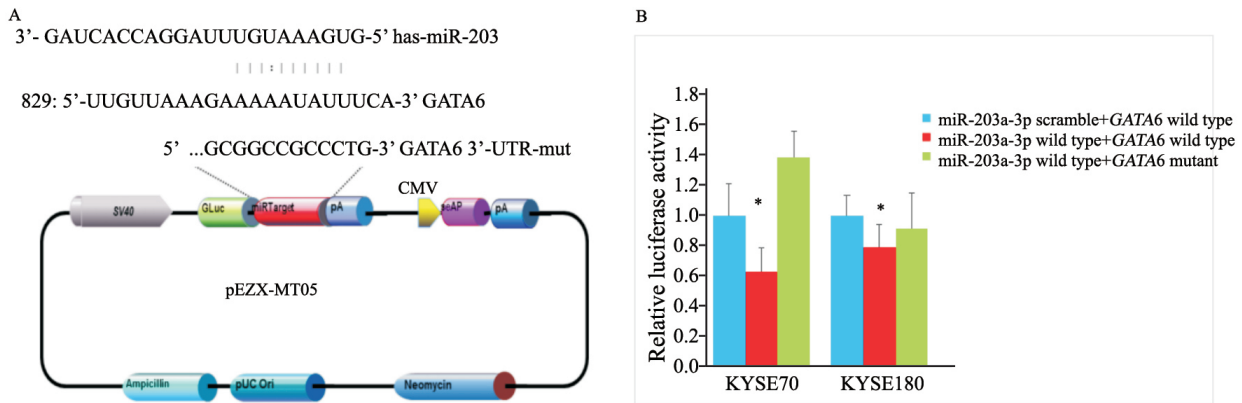 A
3'- GAUCACCAGGAUUUGUAAAGUG-5' has-miR-203
829: 5'-UUGUUAAAGAAAAAUAUUUCA-3' GATA6
5' ...GCGGCCGCCCTG-3' GATA6 3'-UTR-mut
CMV
SV40
GLuc
miRTarget
pA
seAP
pA
pEZX-MT05
Ampicillin
pUC Ori
Neomycin
B
Relative luciferase activity
1.8
1.6
1.4
1.2
1.0
0.8
0.6
0.4
0.2
0.0
*
*
KYSE70
KYSE180
miR-203a-3p scramble+GATA6 wild type
miR-203a-3p wild type+GATA6 wild type
miR-203a-3p wild type+GATA6 mutant